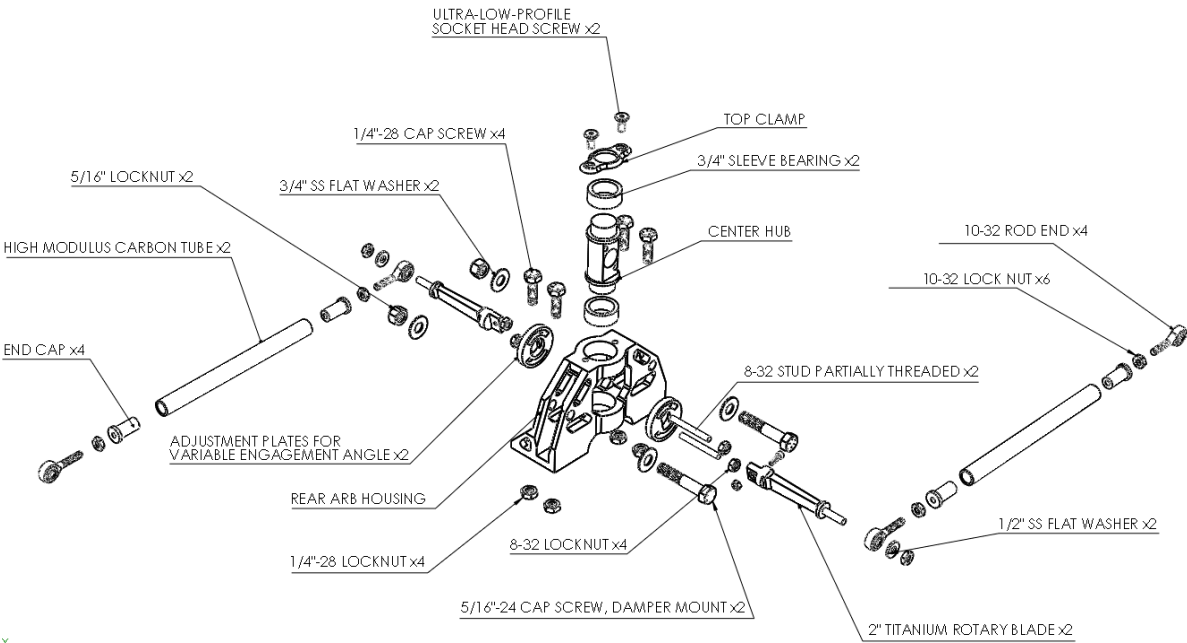 ULTRA-LOW-PROFILE
SOCKET HEAD SCREW x2
TOP CLAMP
1/4"-28 CAP SCREW x4
3/4" SLEEVE BEARING x2
5/16" LOCKNUT x2
3/4" SS FLAT WASHER x2
CENTER HUB
10-32 ROD END x4
HIGH MODULUS CARBON TUBE x2
10-32 LOCK NUT x6
END CAP x4
8-32 STUD PARTIALLY THREADED x2
ADJUSTMENT PLATES FOR
VARIABLE ENGAGEMENT ANGLE x2
REAR ARB HOUSING
1/2" SS FLAT WASHER x2
8-32 LOCKNUT x4
1/4"-28 LOCKNUT x4
5/16"-24 CAP SCREW, DAMPER MOUNT x2
2" TITANIUM ROTARY BLADE x2